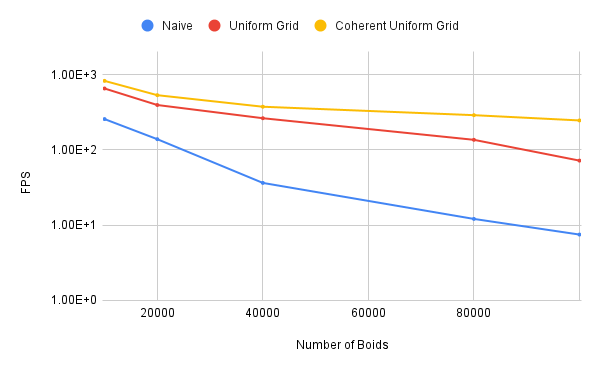 Naive Uniform Grid Coherent Uniform Grid
1.00E+3
1.00E+2
1.00E+1
1.00E+0
FPS
20000 40000 60000 80000
Number of Boids